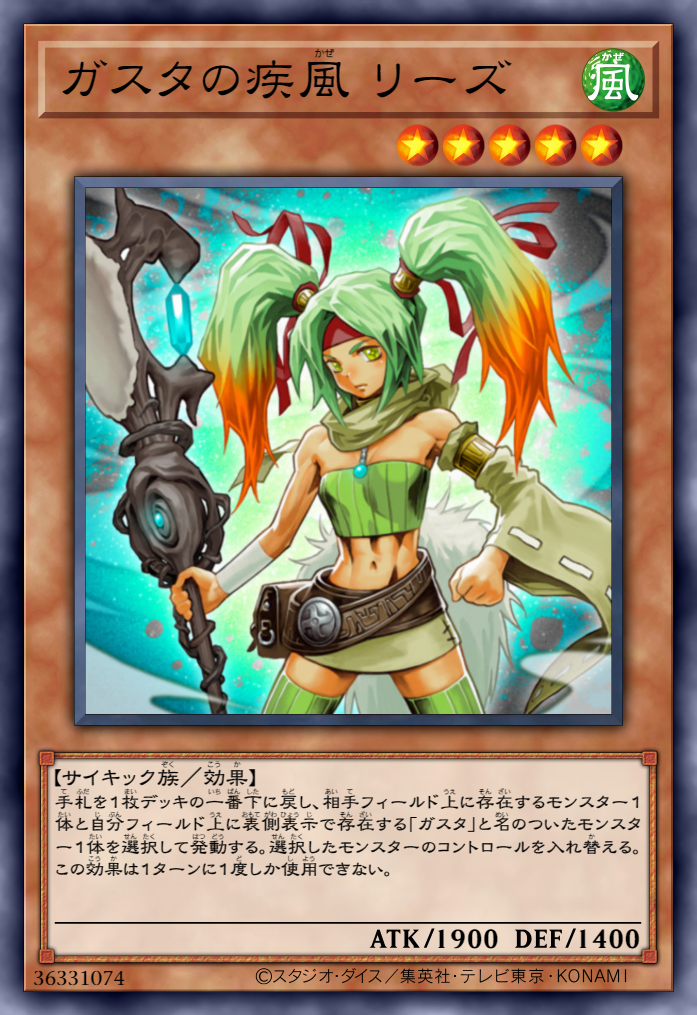 ガスタの疾風 リーズ
風
【サイキック族／効果】
手札を1枚デッキの一番下に戻し、相手フィールド上に存在するモンスター1
体と自分フィールド上に表側表示で存在する「ガスタ」と名のついたモンスタ
ー1体を選択して発動する。選択したモンスターのコントロールを入れ替える。
この効果は1ターンに1度しか使用できない。
ATK/1900 DEF/1400
36331074 ©スタジオ・ダイス／集英社・テレビ東京・KONAMI